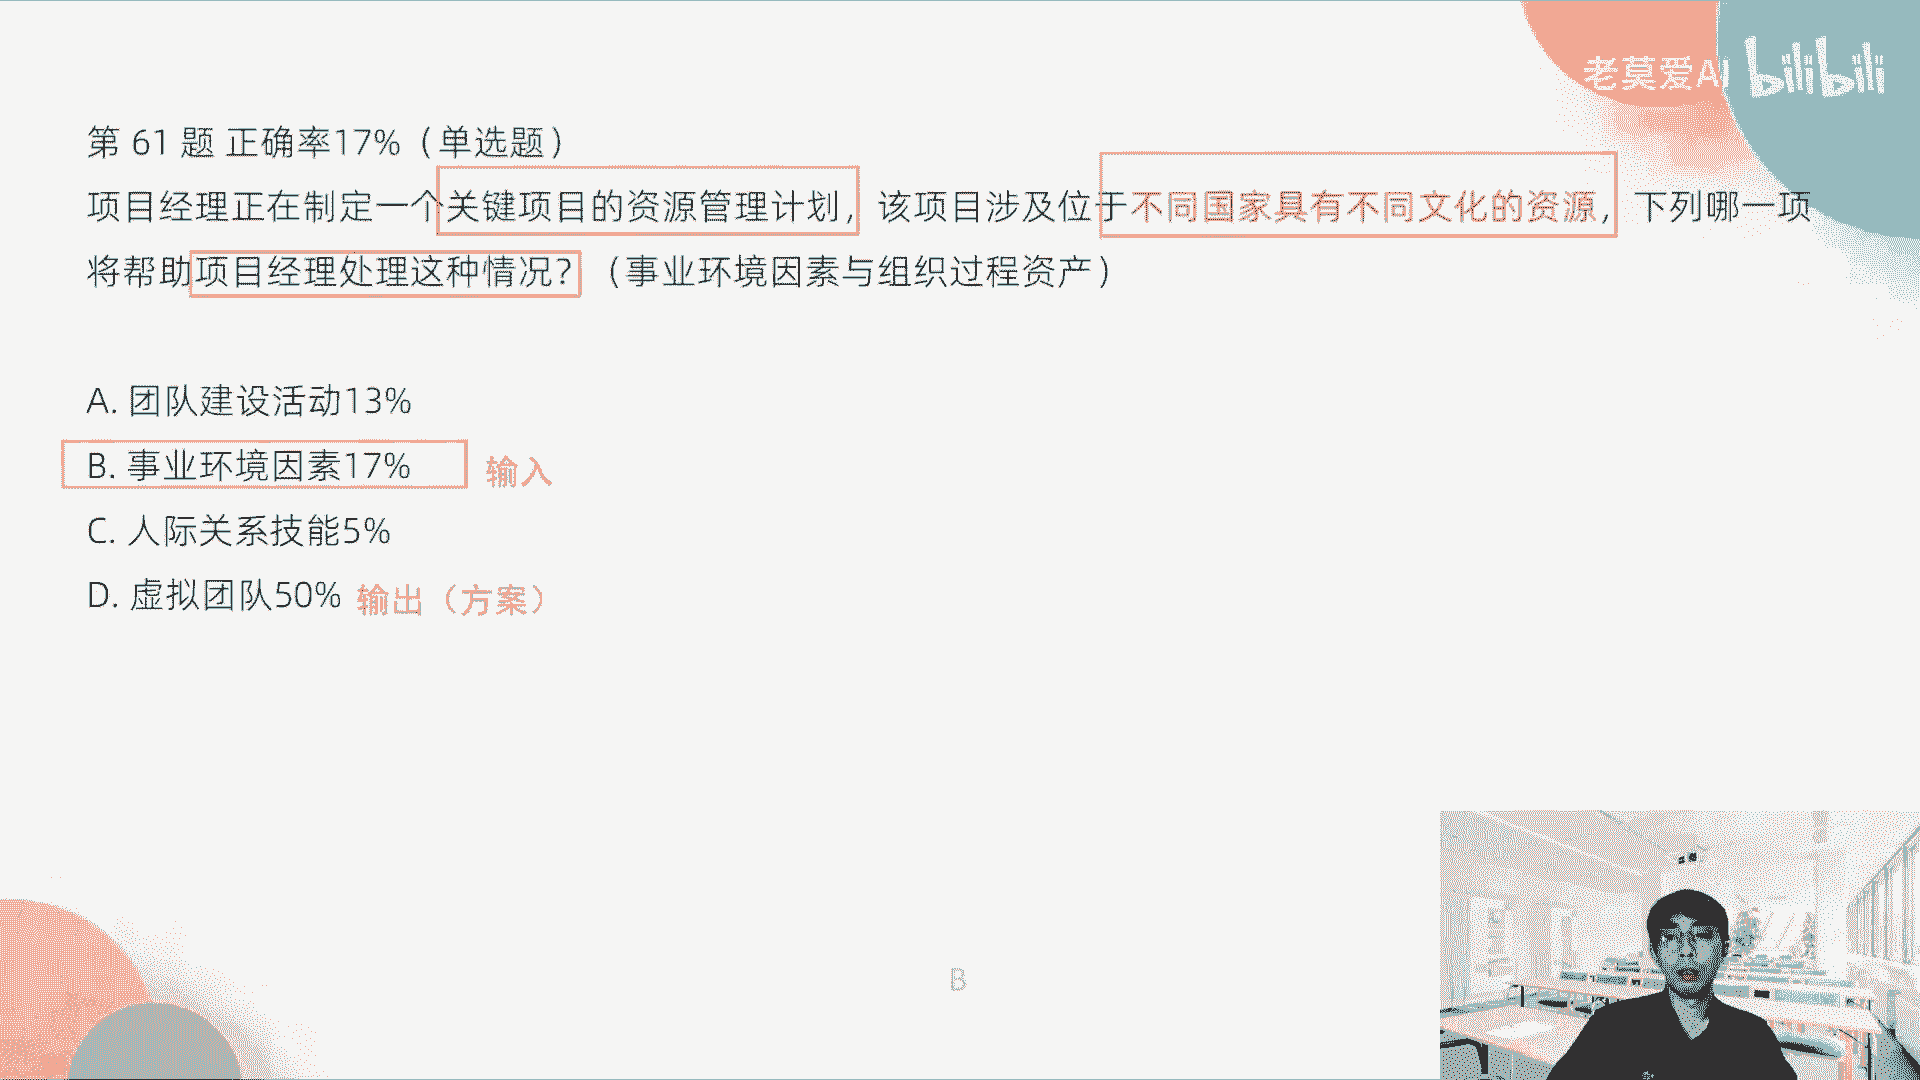 老莫爱AI bilibili
第 61 题 正确率17%（单选题）
项目经理正在制定一个关键项目的资源管理计划，该项目涉及位于不同国家具有不同文化的资源，下列哪一项
将帮助项目经理处理这种情况？（事业环境因素与组织过程资产）
A. 团队建设活动13%
B. 事业环境因素17% 输入
C. 人际关系技能5%
D. 虚拟团队50% 输出（方案）
B